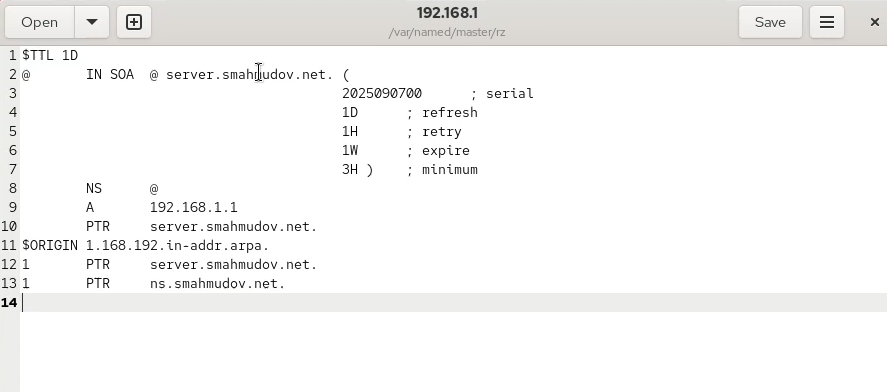 Open
192.168.1
/var/named/master/rz
Save
1 $TTL 1D
2 @       IN SOA  @ server.smahmudov.net. (
3                                         2025090700      ; serial
4                                         1D      ; refresh
5                                         1H      ; retry
6                                         1W      ; expire
7                                         3H )    ; minimum
8         NS      @
9         A       192.168.1.1
10         PTR     server.smahmudov.net.
11 $ORIGIN 1.168.192.in-addr.arpa.
12 1       PTR     server.smahmudov.net.
13 1       PTR     ns.smahmudov.net.
14